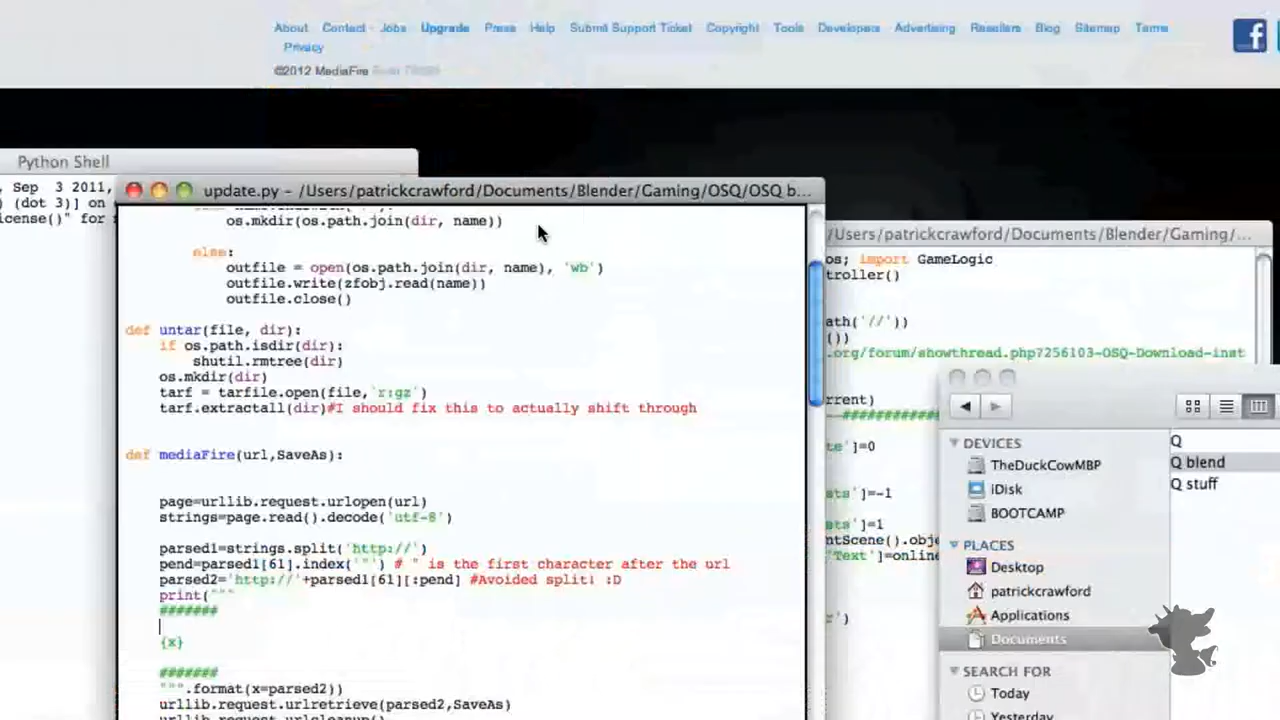 About Contact Jobs Upgrade Press Help Submit Support Ticket Copyright Tools Developers Advertising Resellers Blog Sitemap Terms
Privacy
©2012 MediaFire
Python Shell
, Sep  3 2011,
) (dot 3)] on
icense()" for
update.py - /Users/patrickcrawford/Documents/Blender/Gaming/OSQ/OSQ b...
os.mkdir(os.path.join(dir, name))
else:
outfile = open(os.path.join(dir, name), 'wb')
outfile.write(zfobj.read(name))
outfile.close()
def untar(file, dir):
if os.path.isdir(dir):
shutil.rmtree(dir)
os.mkdir(dir)
tarf = tarfile.open(file,'r:gz')
tarf.extractall(dir)#I should fix this to actually shift through
def mediaFire(url,SaveAs):
page=urllib.request.urlopen(url)
strings=page.read().decode('utf-8')
parsed1=strings.split('http://')
pend=parsed1[61].index('"') # " is the first character after the url
parsed2='http://'+parsed1[61][:pend] #Avoided split! :D
print("""
#######
{x}
#######
""".format(x=parsed2))
urllib.request.urlretrieve(parsed2,SaveAs)
urllib.request.urlcleanup()
/Users/patrickcrawford/Documents/Blender/Gaming/...
os; import GameLogic
troller()
ath('//'))
())
.org/forum/showthread.php?256103-OSQ-Download-inst
rrent)
--############
te']=0
sts']=-1
sts']=1
ntScene().obje
"Text']=online
r')
DEVICES
TheDuckCowMBP
iDisk
BOOTCAMP
PLACES
Desktop
patrickcrawford
Applications
Documents
SEARCH FOR
Today
Yesterday
Q
Q blend
Q stuff